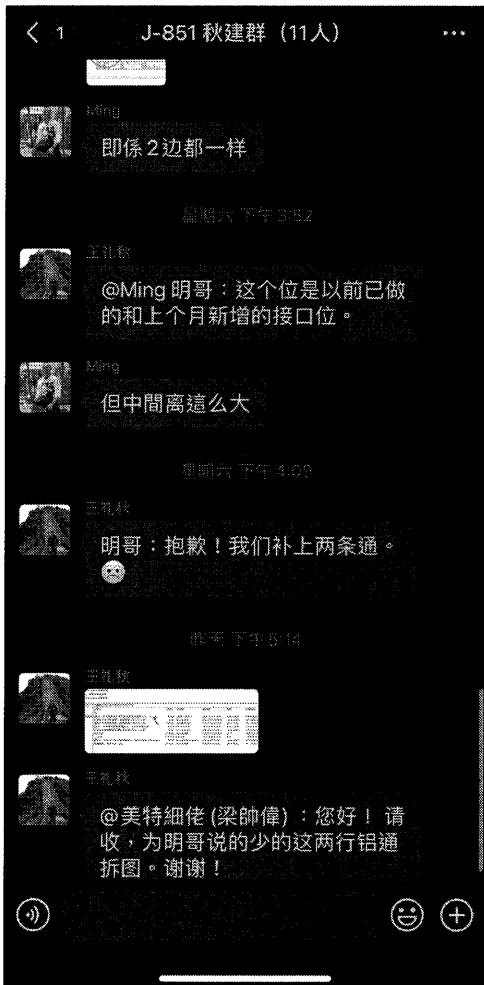 1
J-851 秋建群（11人）
Ming
即係2边都一样
星期六 下午 3:52
王礼秋
@Ming 明哥：这个位是以前已做
的和上个月新增的接口位。
Ming
但中間离這么大
星期六 下午 4:09
王礼秋
明哥：抱歉！我们补上两条通。
昨天 下午 5:14
王礼秋
王礼秋
@美特細佬 (梁帥偉) ：您好！ 请
收，为明哥说的少的这两行铝通
拆图。谢谢！